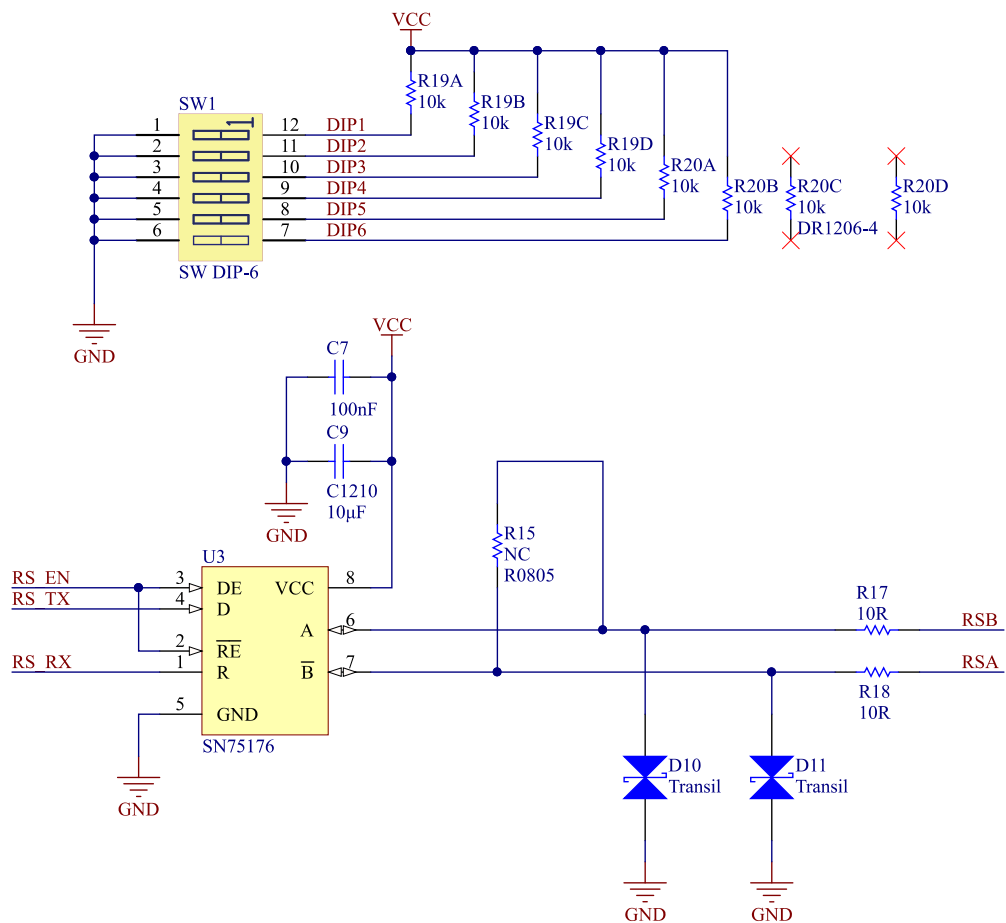 VCC
SW1
1
1 12 DIP1
2 11 DIP2
3 10 DIP3
4 9 DIP4
5 8 DIP5
6 7 DIP6
SW DIP-6
GND
R19A
10k
R19B
10k
R19C
10k
R19D
10k
R20A
10k
R20B
10k
R20C
10k
DR1206-4
R20D
10k
VCC
C7
100nF
C9
C1210
10µF
GND
R15
NC
R0805
U3
RS_EN 3 DE VCC 8
RS_TX 4 D
A 6
2 RE
RS_RX 1 R B 7
5 GND
SN75176
GND
R17
10R
RSB
RSA
R18
10R
D10
Transil
D11
Transil
GND
GND